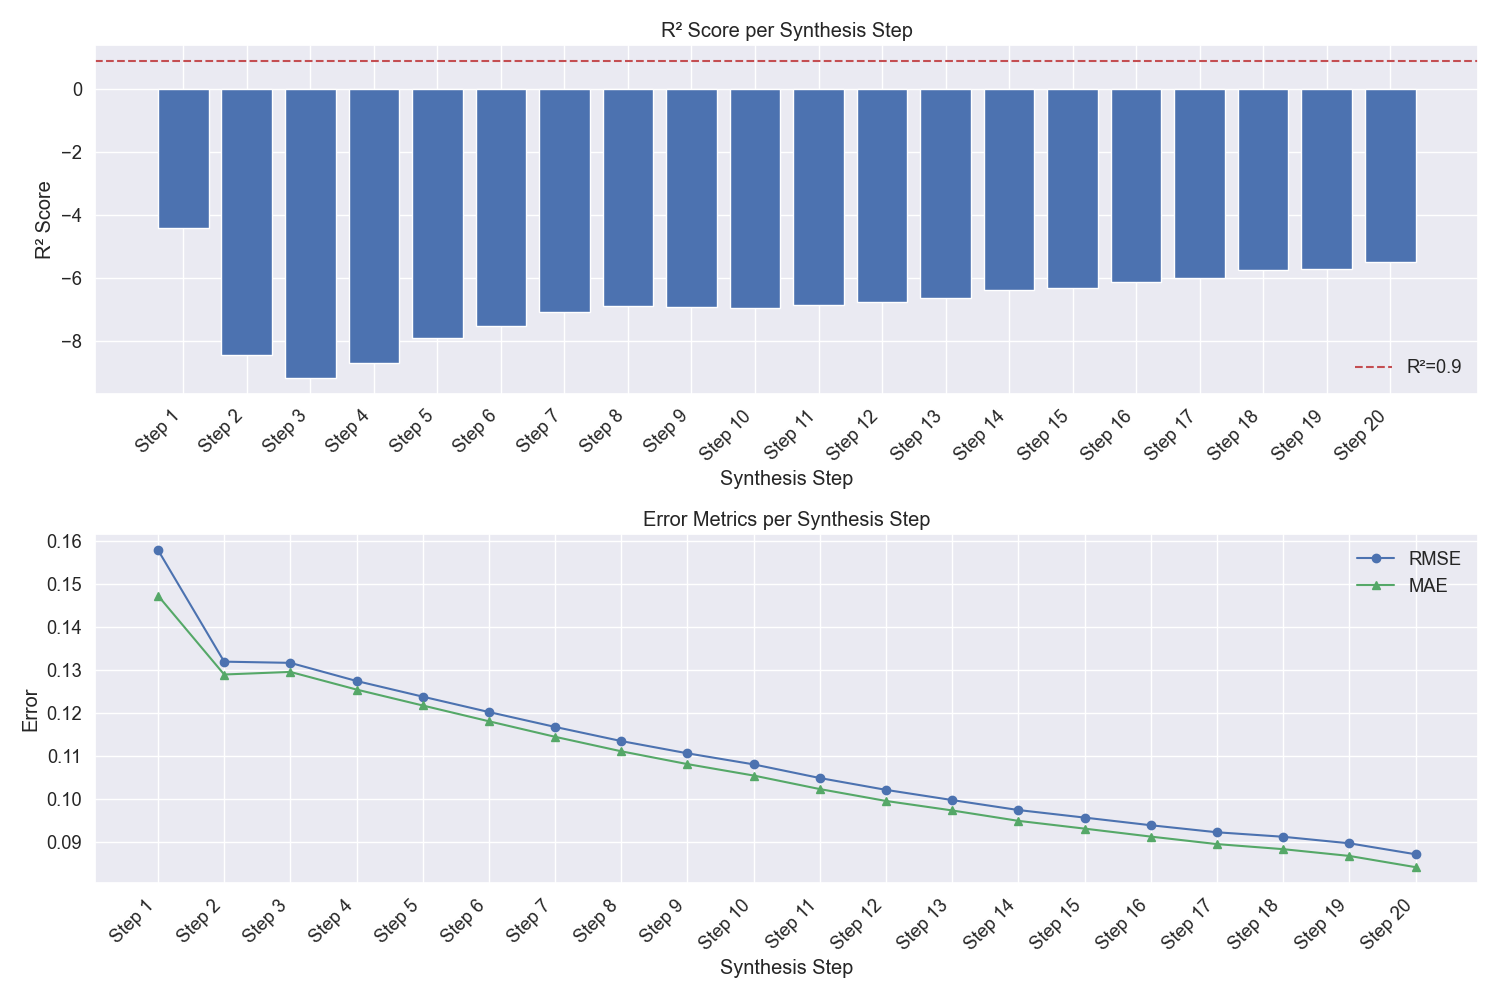 R² Score per Synthesis Step
R² Score
0
−2
−4
−6
−8
R²=0.9
Step 1
Step 2
Step 3
Step 4
Step 5
Step 6
Step 7
Step 8
Step 9
Step 10
Step 11
Step 12
Step 13
Step 14
Step 15
Step 16
Step 17
Step 18
Step 19
Step 20
Synthesis Step
Error Metrics per Synthesis Step
Error
0.16
0.15
0.14
0.13
0.12
0.11
0.10
0.09
RMSE
MAE
Step 1
Step 2
Step 3
Step 4
Step 5
Step 6
Step 7
Step 8
Step 9
Step 10
Step 11
Step 12
Step 13
Step 14
Step 15
Step 16
Step 17
Step 18
Step 19
Step 20
Synthesis Step